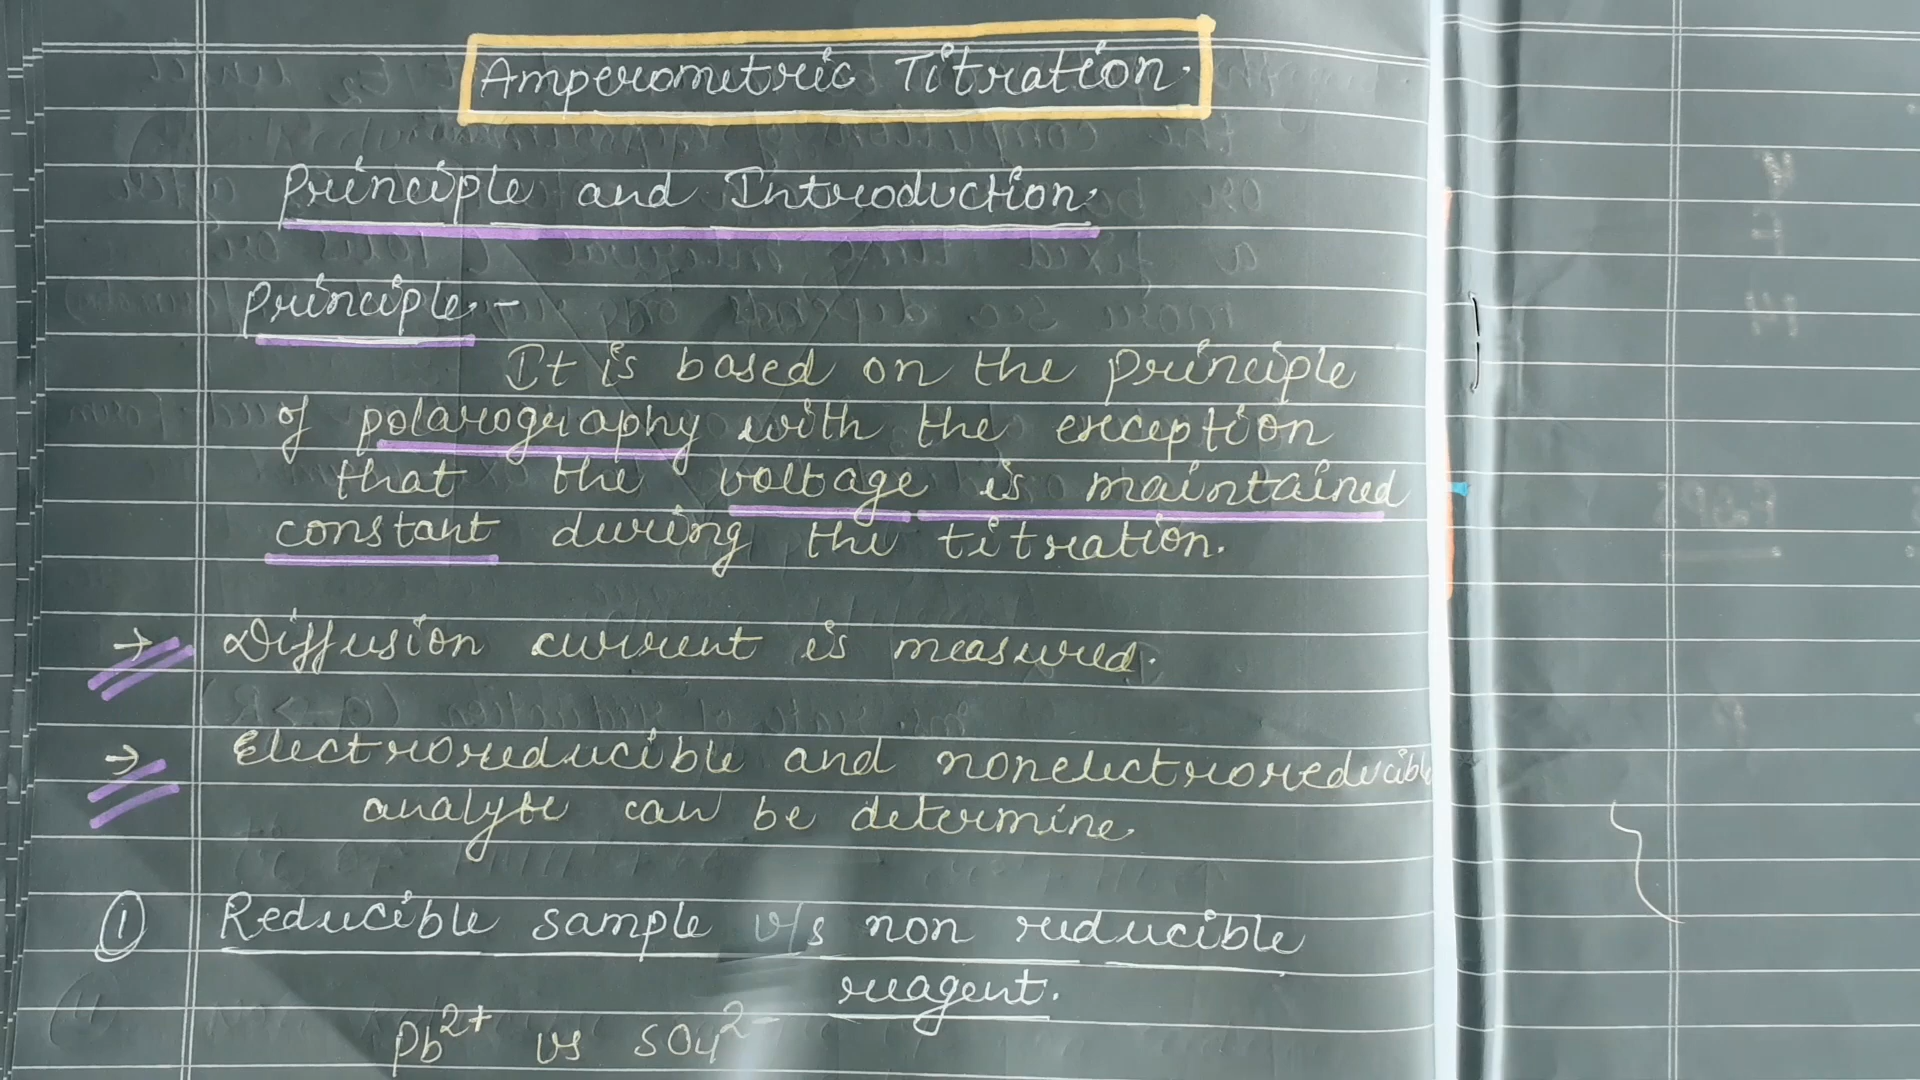 Amperometric Titration.
Principle and Introduction.
Principle:-
It is based on the principle
of polarography with the exception
that the voltage is maintained
constant during the titration.
→ Diffusion current is measured.
→ Electroreducible and nonelectroreducible
analyte can be determine.
① Reducible sample v/s non reducible
reagent.
Pb²⁺ vs SO₄²⁻